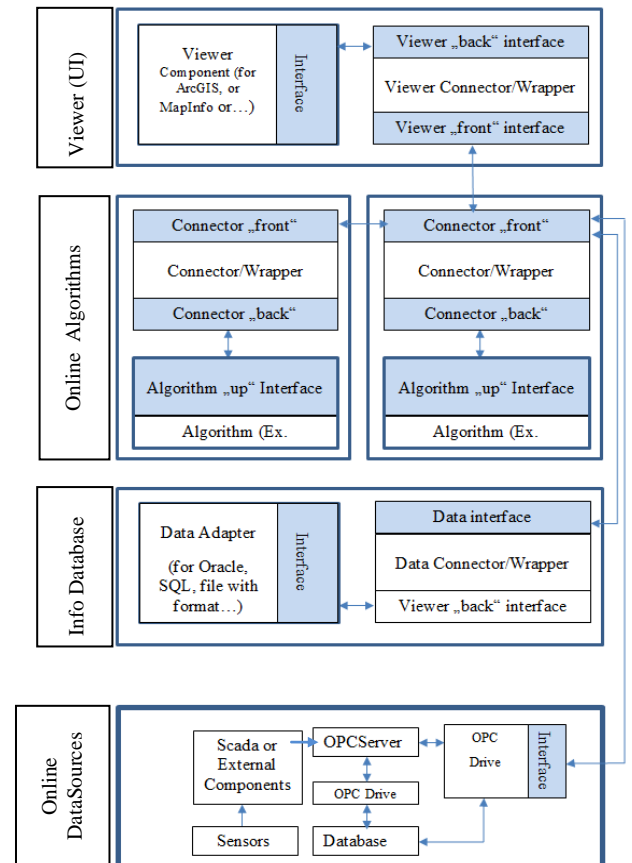 Viewer (UI)
Viewer
Component (for
ArcGIS, or
MapInfo or…)
Interface
Viewer „back“ interface
Viewer Connector/Wrapper
Viewer „front“ interface
Online Algorithms
Connector „front“
Connector/Wrapper
Connector „back“
Algorithm „up“ Interface
Algorithm (Ex.
Connector „front“
Connector/Wrapper
Connector „back“
Algorithm „up“ Interface
Algorithm (Ex.
Info Database
Data Adapter
(for Oracle,
SQL, file with
format…)
Interface
Data interface
Data Connector/Wrapper
Viewer „back“ interface
Online
DataSources
Scada or
External
Components
Sensors
OPCServer
OPC Drive
Database
OPC
Drive
Interface